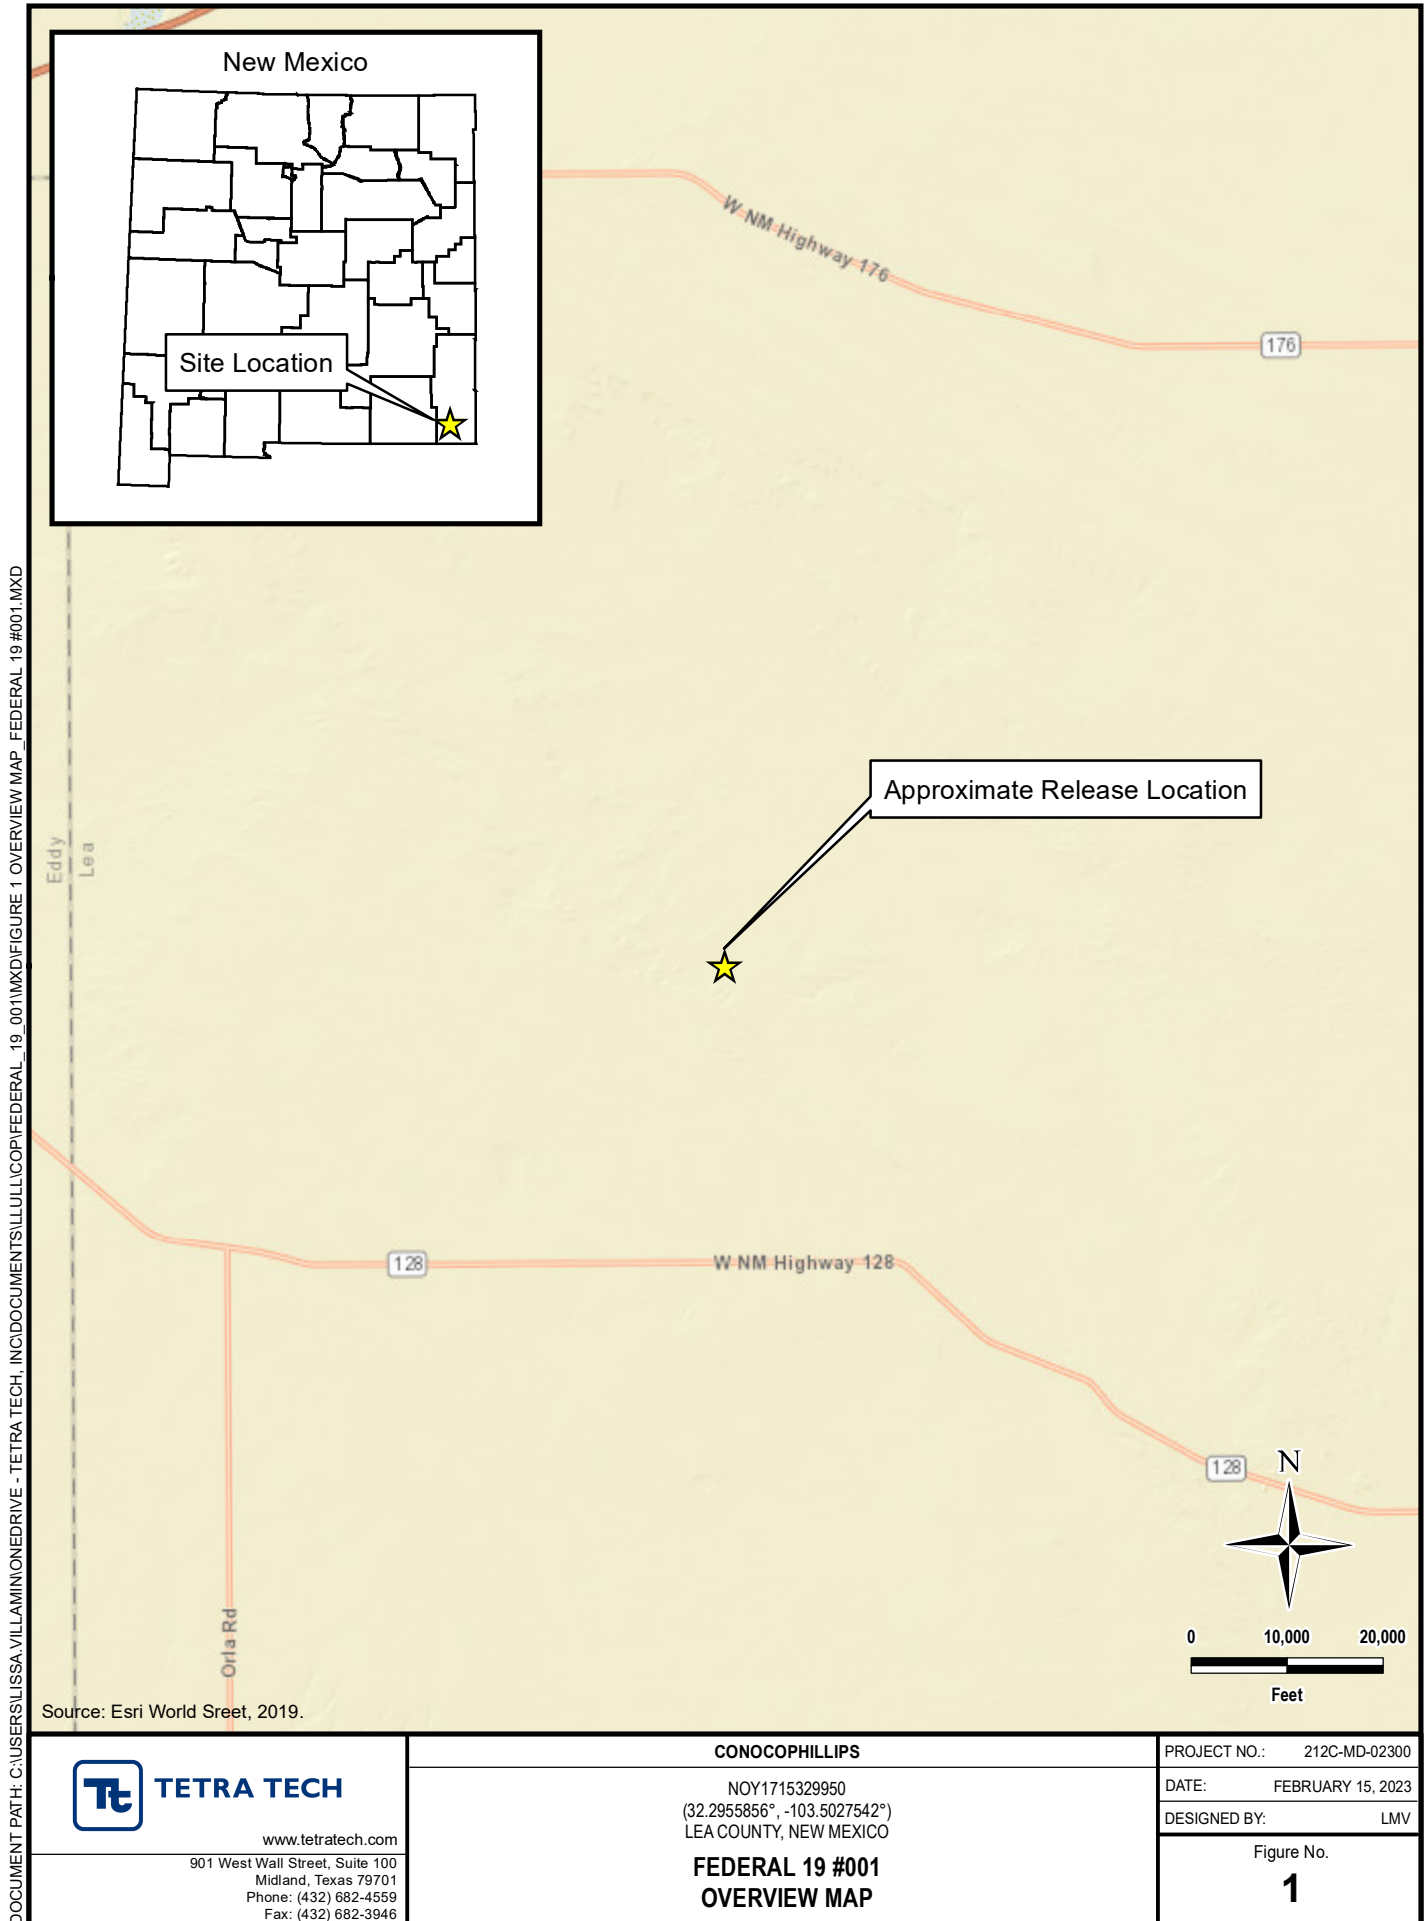 New Mexico
Site Location
W NM Highway 176
176
Approximate Release Location
Eddy
Lea
128
W NM Highway 128
128
N
Orla Rd
0 10,000 20,000
Feet
Source: Esri World Sreet, 2019.
DOCUMENT PATH: C:\USERS\LISSA.VILLAMIN\ONEDRIVE - TETRA TECH, INC\DOCUMENTS\LLULL\COP\FEDERAL_19_001\MXD\FIGURE 1 OVERVIEW MAP_FEDERAL 19 #001.MXD
Tt TETRA TECH
www.tetratech.com
901 West Wall Street, Suite 100
Midland, Texas 79701
Phone: (432) 682-4559
Fax: (432) 682-3946
CONOCOPHILLIPS
NOY1715329950
(32.2955856°, -103.5027542°)
LEA COUNTY, NEW MEXICO
FEDERAL 19 #001
OVERVIEW MAP
PROJECT NO.: 212C-MD-02300
DATE: FEBRUARY 15, 2023
DESIGNED BY: LMV
Figure No.
1